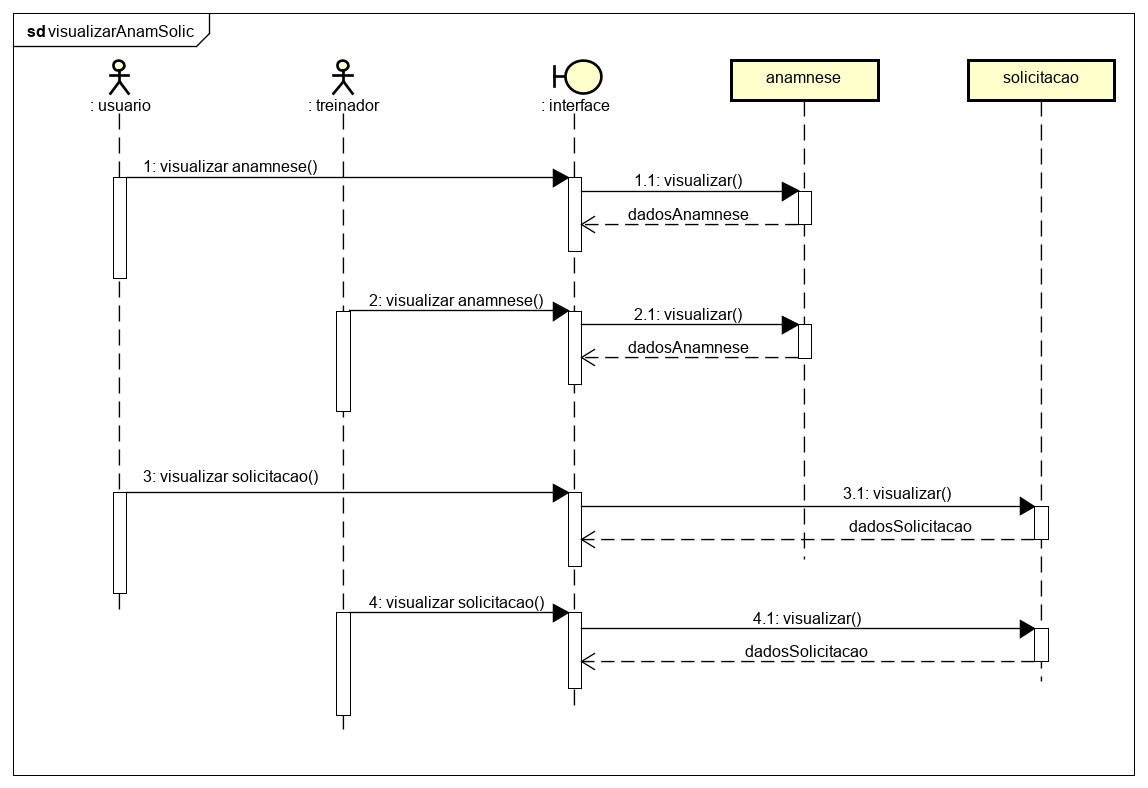 sd visualizarAnamSolic
: usuario
: treinador
: interface
anamnese
solicitacao
1: visualizar anamnese()
1.1: visualizar()
dadosAnamnese
2: visualizar anamnese()
2.1: visualizar()
dadosAnamnese
3: visualizar solicitacao()
3.1: visualizar()
dadosSolicitacao
4: visualizar solicitacao()
4.1: visualizar()
dadosSolicitacao